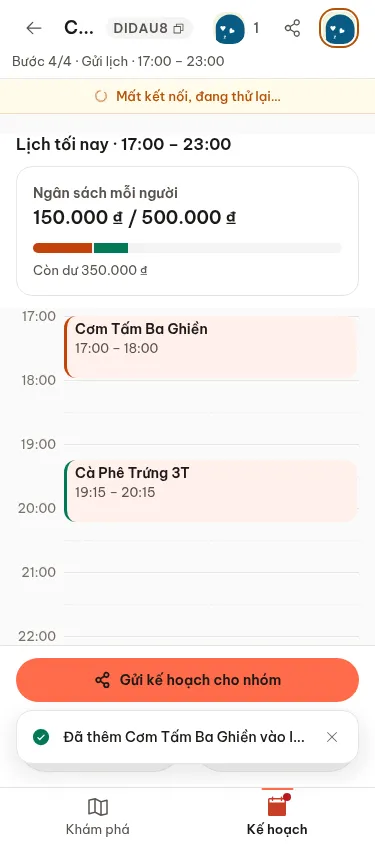 C...
DIDAU8
1
Bước 4/4 · Gửi lịch · 17:00 – 23:00
Mất kết nối, đang thử lại…
Lịch tối nay · 17:00 – 23:00
Ngân sách mỗi người
150.000 ₫ / 500.000 ₫
Còn dư 350.000 ₫
17:00
Cơm Tấm Ba Ghiền
17:00 – 18:00
18:00
19:00
Cà Phê Trứng 3T
19:15 – 20:15
20:00
21:00
22:00
Gửi kế hoạch cho nhóm
Đã thêm Cơm Tấm Ba Ghiền vào l...
Khám phá
Kế hoạch